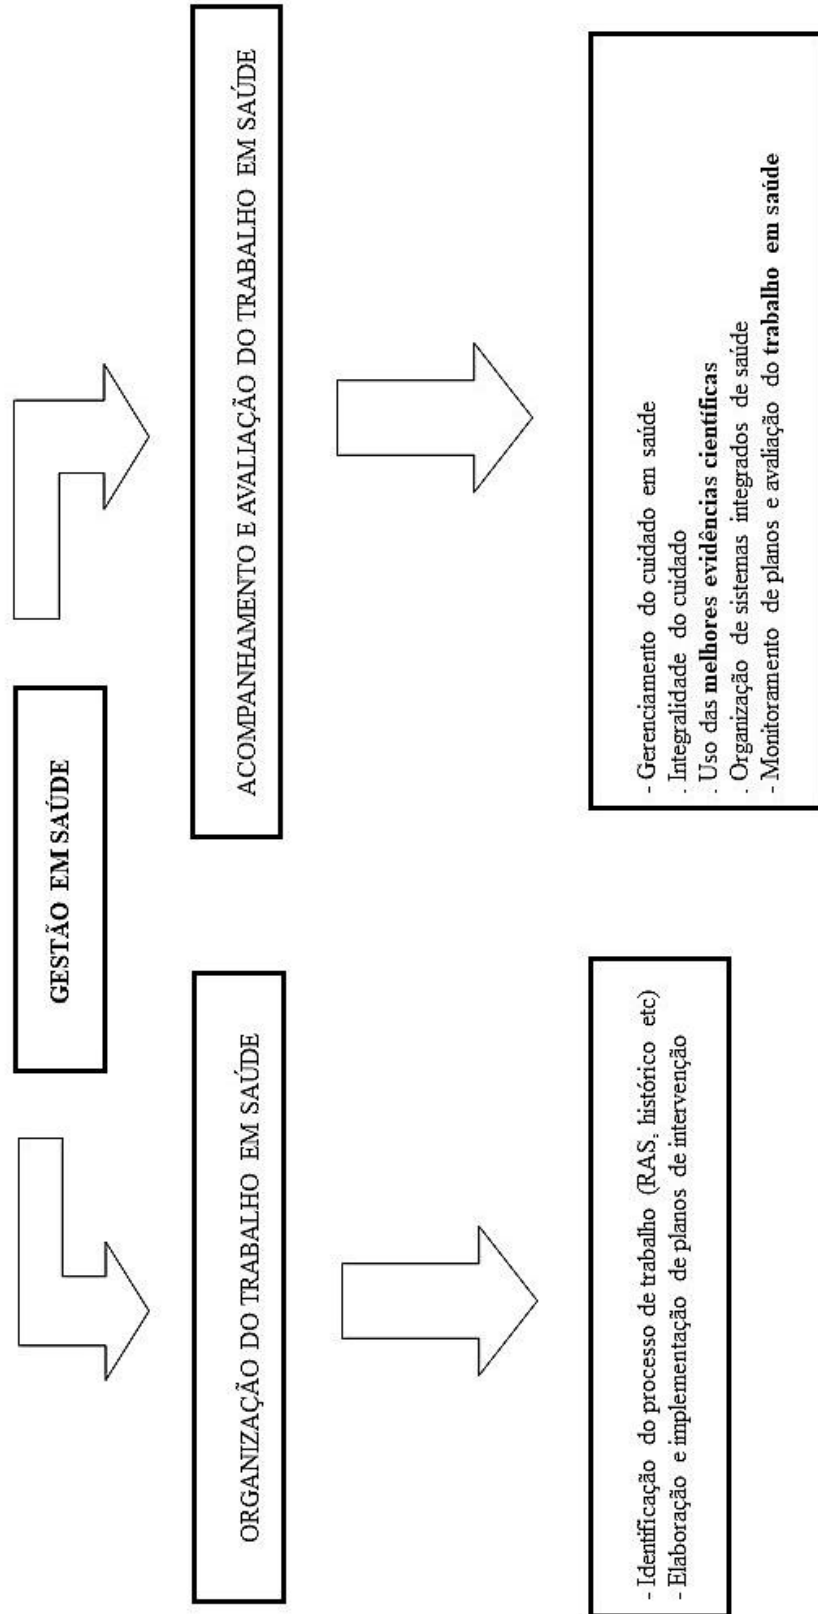 GESTÃO EM SAÚDE
ORGANIZAÇÃO DO TRABALHO EM SAÚDE
ACOMPANHAMENTO E AVALIAÇÃO DO TRABALHO EM SAÚDE
- Identificação do processo de trabalho (RAS, histórico etc)
- Elaboração e implementação de planos de intervenção
- Gerenciamento do cuidado em saúde
. Integralidade do cuidado
. Uso das melhores evidências científicas
. Organização de sistemas integrados de saúde
- Monitoramento de planos e avaliação do trabalho em saúde